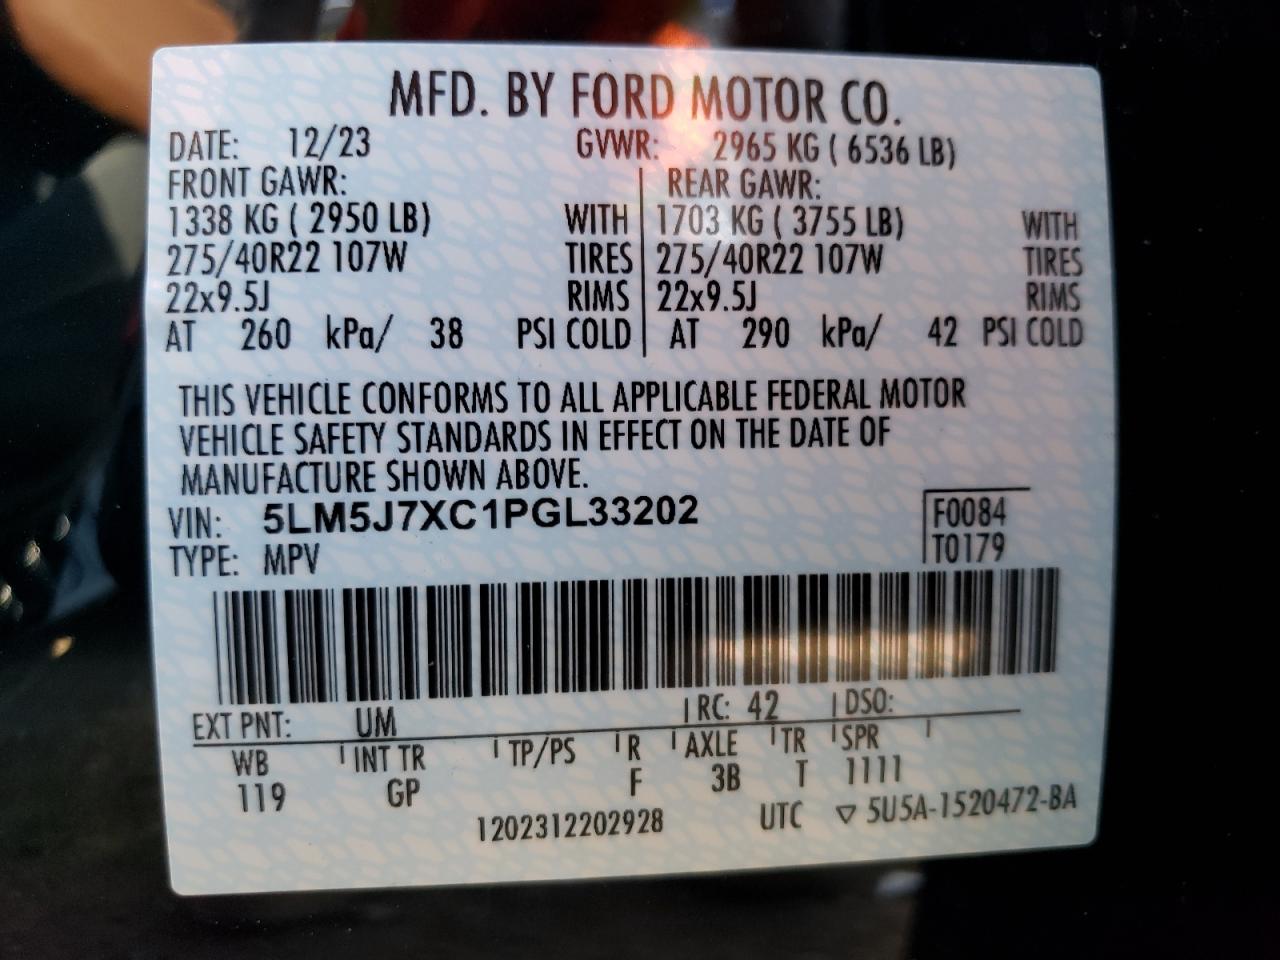 MFD. BY FORD MOTOR CO.
DATE: 12/23 GVWR: 2965 KG ( 6536 LB)
FRONT GAWR: REAR GAWR:
1338 KG ( 2950 LB) WITH 1703 KG ( 3755 LB) WITH
275/40R22 107W TIRES 275/40R22 107W TIRES
22x9.5J RIMS 22x9.5J RIMS
AT 260 kPa/ 38 PSI COLD AT 290 kPa/ 42 PSI COLD
THIS VEHICLE CONFORMS TO ALL APPLICABLE FEDERAL MOTOR
VEHICLE SAFETY STANDARDS IN EFFECT ON THE DATE OF
MANUFACTURE SHOWN ABOVE.
VIN: 5LM5J7XC1PGL33202 F0084
TYPE: MPV T0179
EXT PNT: UM RC: 42 DSO:
WB INT TR TP/PS R AXLE TR SPR
119 GP F 3B T 1111
1202312202928 UTC ▽ 5U5A-1520472-BA